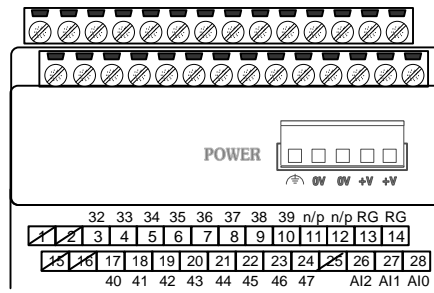 POWER
0V 0V +V +V
32 33 34 35 36 37 38 39 n/p n/p RG RG
1 2 3 4 5 6 7 8 9 10 11 12 13 14
15 16 17 18 19 20 21 22 23 24 25 26 27 28
40 41 42 43 44 45 46 47 AI2 AI1 AI0